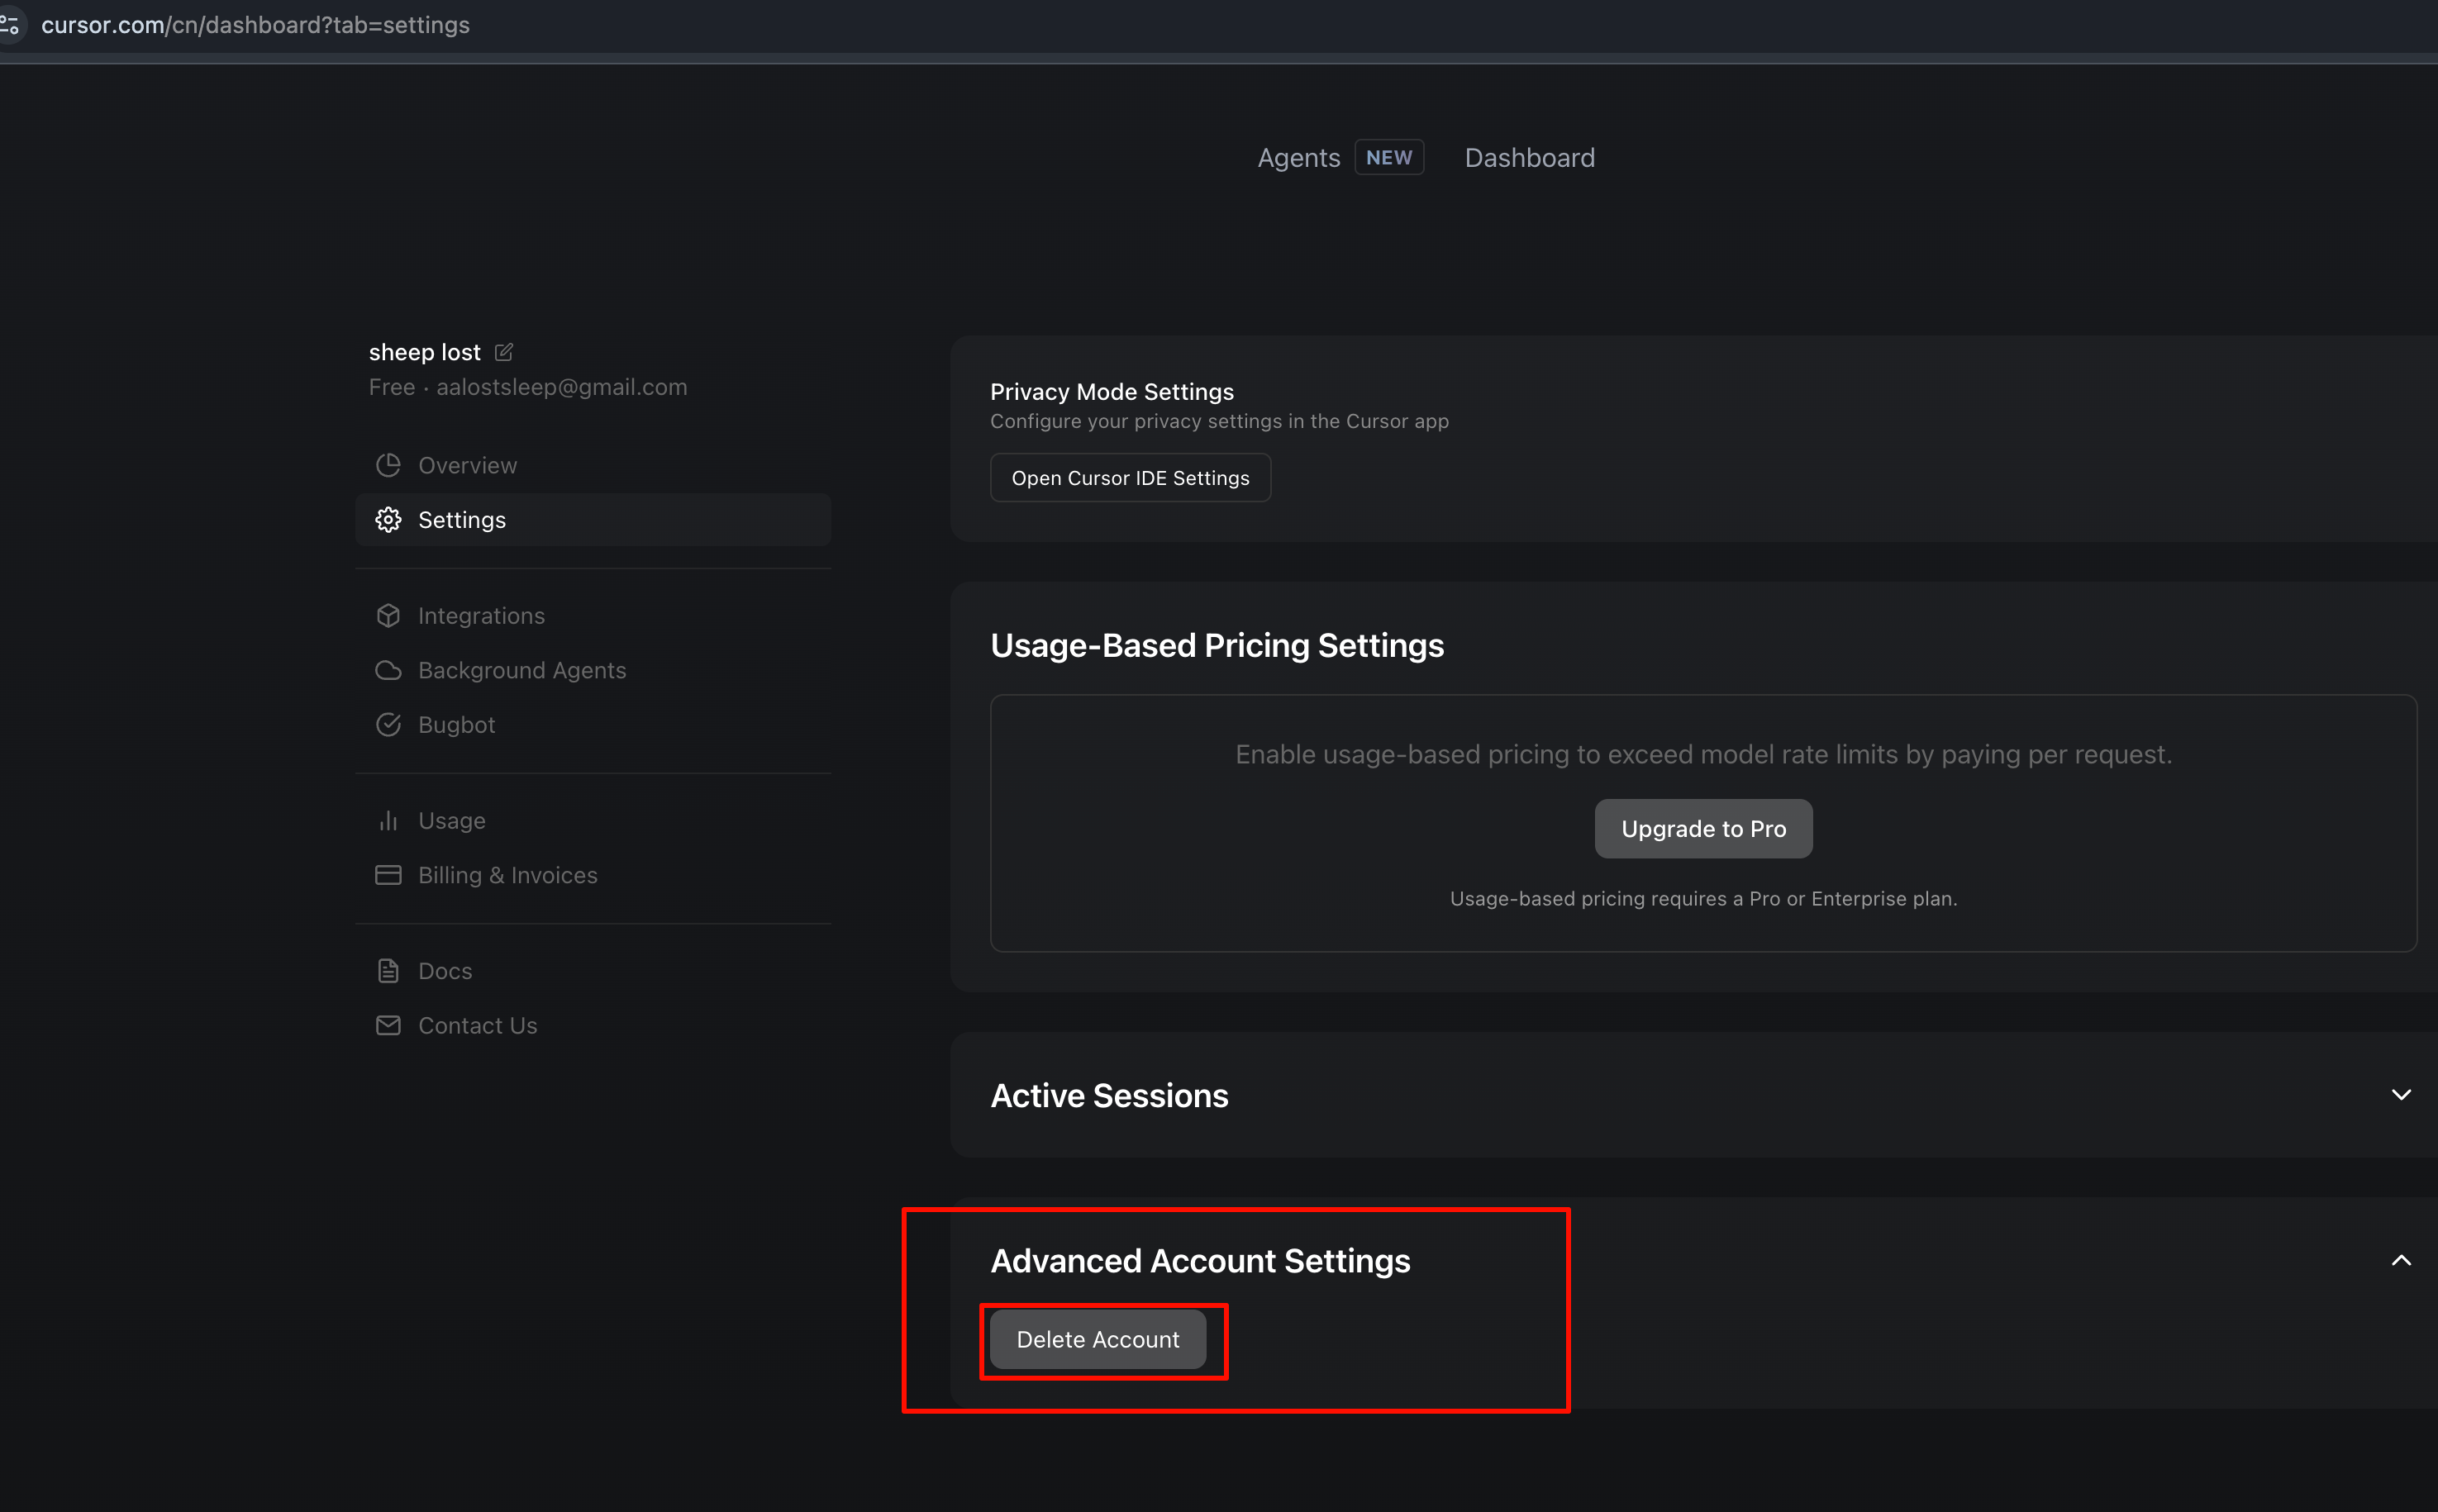 cursor.com/cn/dashboard?tab=settings
Agents NEW Dashboard
sheep lost
Free · aalostsleep@gmail.com
Overview
Settings
Integrations
Background Agents
Bugbot
Usage
Billing & Invoices
Docs
Contact Us
Privacy Mode Settings
Configure your privacy settings in the Cursor app
Open Cursor IDE Settings
Usage-Based Pricing Settings
Enable usage-based pricing to exceed model rate limits by paying per request.
Upgrade to Pro
Usage-based pricing requires a Pro or Enterprise plan.
Active Sessions
Advanced Account Settings
Delete Account